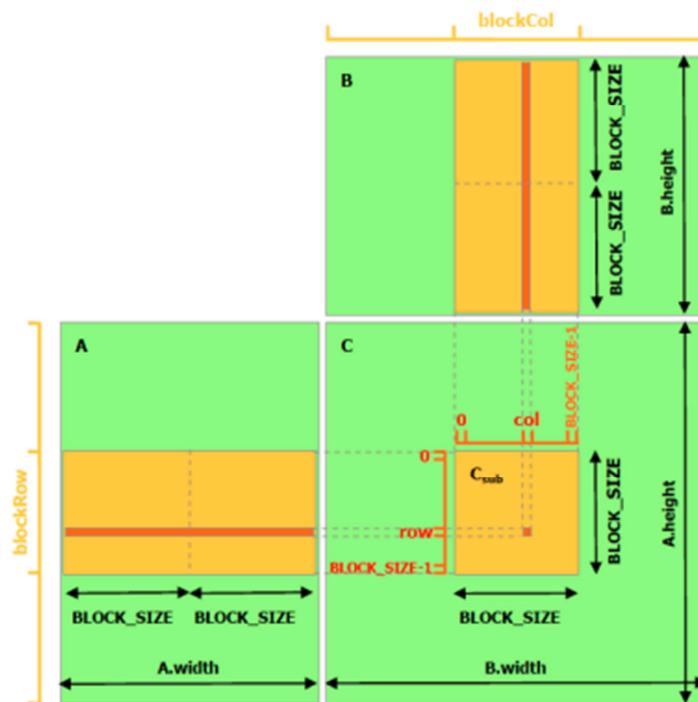 blockCol
B
BLOCK_SIZE
BLOCK_SIZE
B.height
A
C
BLOCK_SIZE-1
0
col
blockRow
0
C_sub
row
BLOCK_SIZE-1
BLOCK_SIZE
A.height
BLOCK_SIZE
BLOCK_SIZE
BLOCK_SIZE
A.width
B.width